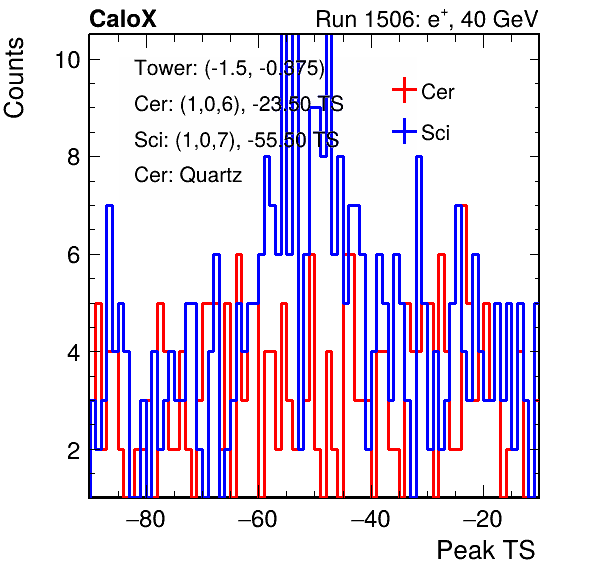 CaloX Run 1506: e⁺, 40 GeV
Counts
10
8
6
4
2
Tower: (-1.5, -0.375)
Cer: (1,0,6), -23.50 TS
Sci: (1,0,7), -55.50 TS
Cer: Quartz
Cer
Sci
−80 −60 −40 −20
Peak TS